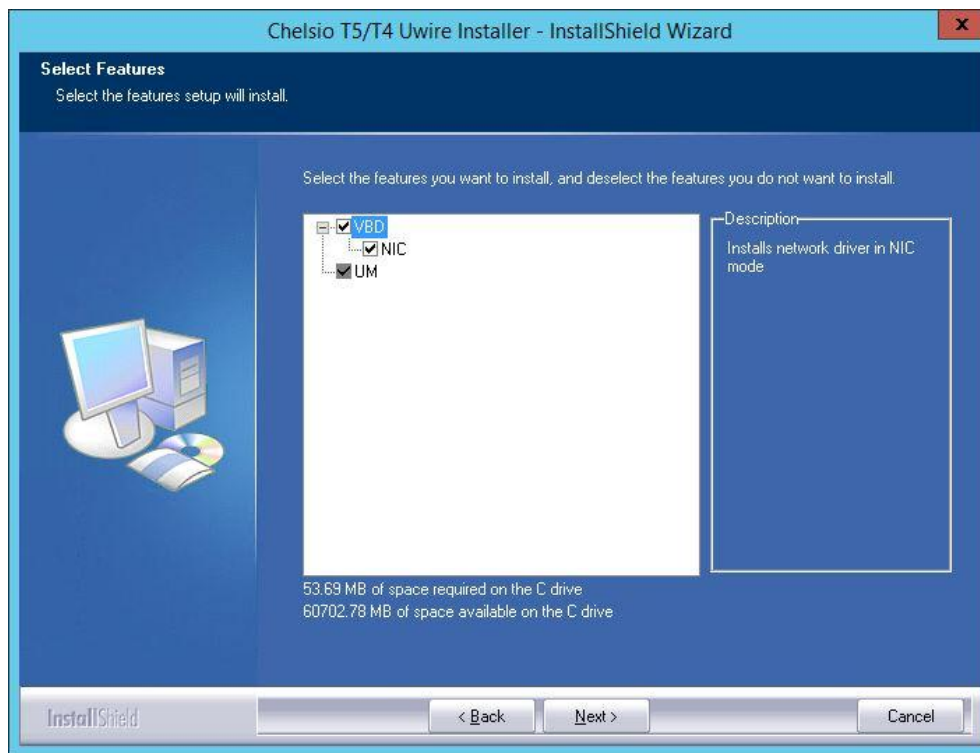 Chelsio T5/T4 Uwire Installer - InstallShield Wizard
x
Select Features
Select the features setup will install.
Select the features you want to install, and deselect the features you do not want to install.
VBD
NIC
UM
Description
Installs network driver in NIC
mode
53.69 MB of space required on the C drive
60702.78 MB of space available on the C drive
InstallShield
< Back
Next >
Cancel